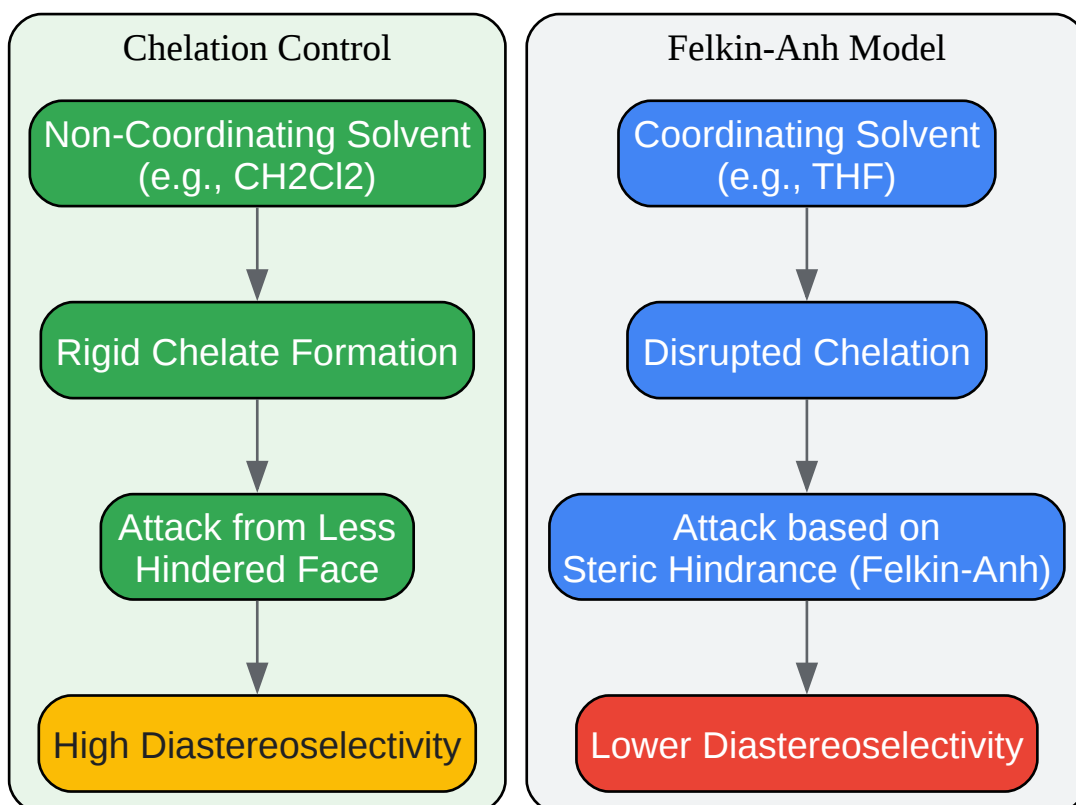 Chelation Control
Non-Coordinating Solvent
(e.g., CH2Cl2)
Rigid Chelate Formation
Attack from Less
Hindered Face
High Diastereoselectivity
Felkin-Anh Model
Coordinating Solvent
(e.g., THF)
Disrupted Chelation
Attack based on
Steric Hindrance (Felkin-Anh)
Lower Diastereoselectivity